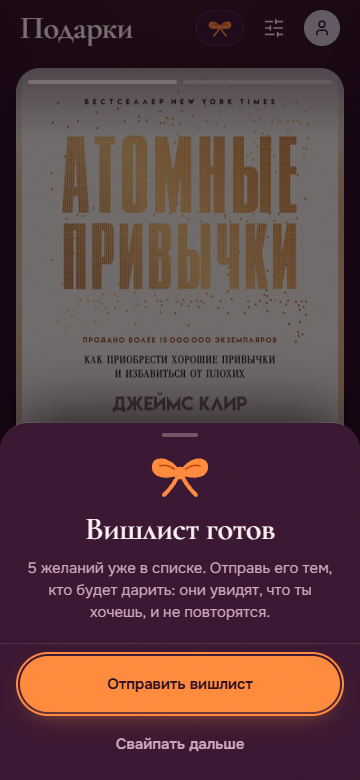 Подарки
БЕСТСЕЛЛЕР NEW YORK TIMES
АТОМНЫЕ
ПРИВЫЧКИ
ПРОДАНО БОЛЕЕ 15 000 000 ЭКЗЕМПЛЯРОВ
КАК ПРИОБРЕСТИ ХОРОШИЕ ПРИВЫЧКИ
И ИЗБАВИТЬСЯ ОТ ПЛОХИХ
ДЖЕЙМС КЛИР
Вишлист готов
5 желаний уже в списке. Отправь его тем,
кто будет дарить: они увидят, что ты
хочешь, и не повторятся.
Отправить вишлист
Свайпать дальше